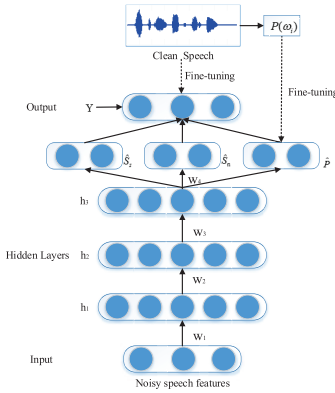 P(ωₜ)
Clean Speech
Fine-tuning
Output
Y
Fine-tuning
Ŝₛ
Ŝₙ
P̂
W₄
h₃
W₃
Hidden Layers
h₂
W₂
h₁
W₁
Input
Noisy speech features